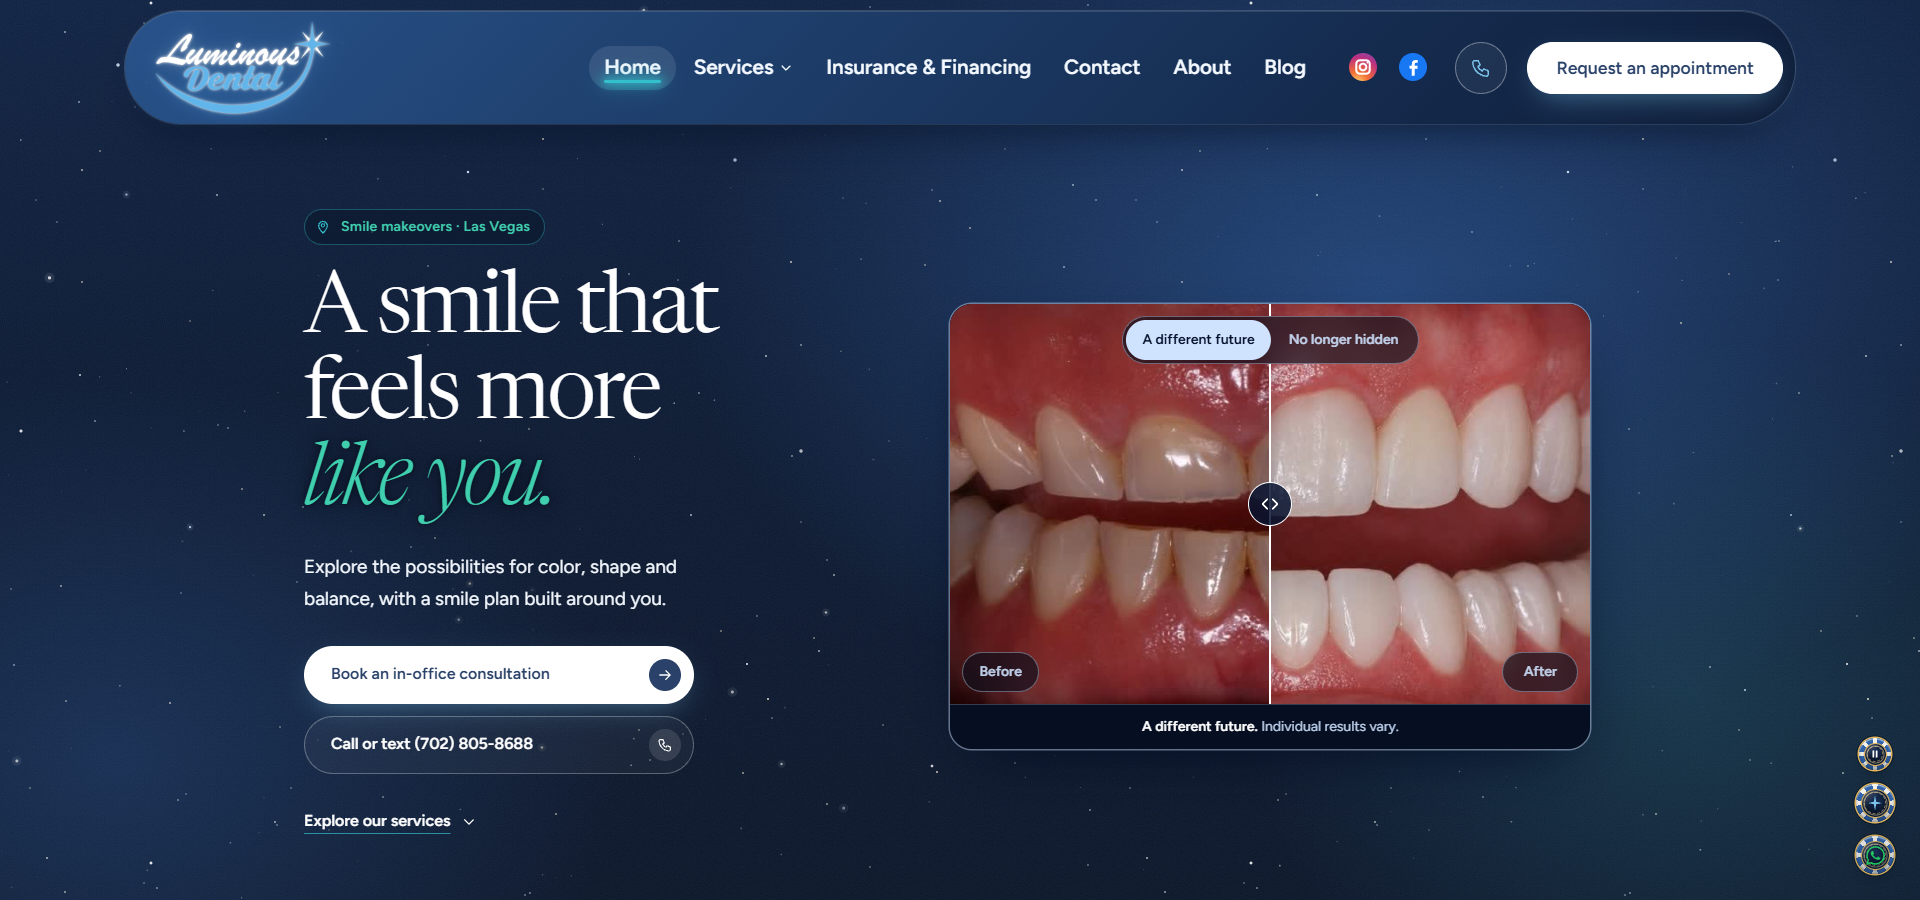 Luminous
Dental
Home
Services
Insurance & Financing
Contact
About
Blog
Request an appointment
Smile makeovers · Las Vegas
A smile that
feels more
like you.
Explore the possibilities for color, shape and
balance, with a smile plan built around you.
Book an in-office consultation
Call or text (702) 805-8688
Explore our services
A different future
No longer hidden
Before
After
A different future. Individual results vary.